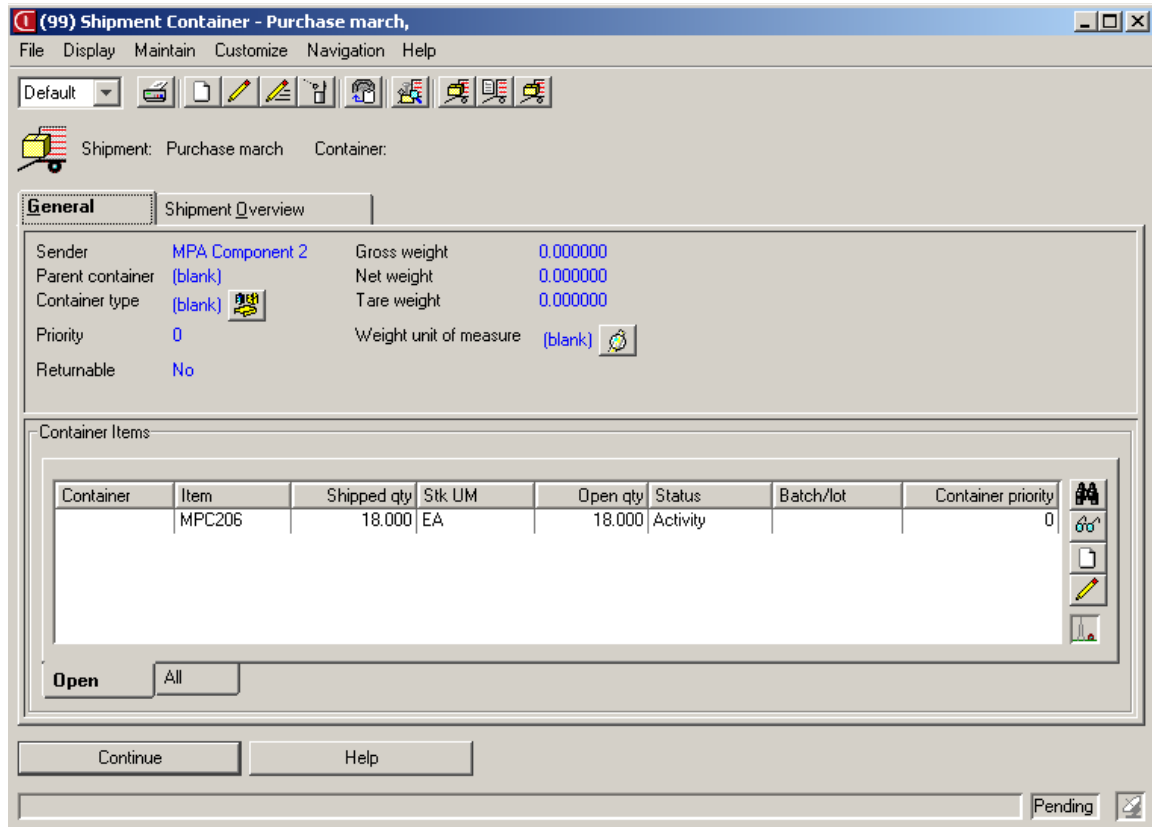 (99) Shipment Container - Purchase march,
File Display Maintain Customize Navigation Help
Default
Shipment: Purchase march Container:
General Shipment Overview
Sender MPA Component 2 Gross weight 0.000000
Parent container (blank) Net weight 0.000000
Container type (blank) Tare weight 0.000000
Priority 0 Weight unit of measure (blank)
Returnable No
Container Items
Container Item Shipped qty Stk UM Open qty Status Batch/lot Container priority
MPC206 18.000 EA 18.000 Activity 0
Open All
Continue Help
Pending